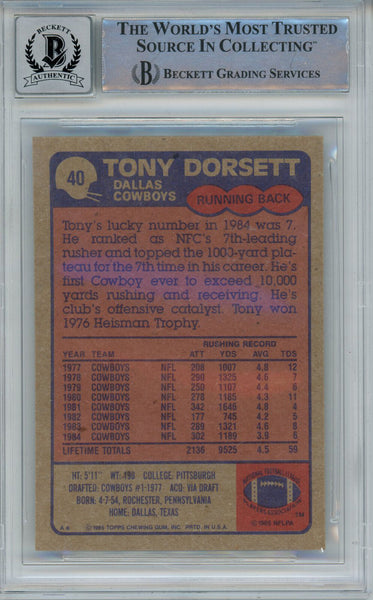 BECKETT
AUTHENTIC
THE WORLD'S MOST TRUSTED
SOURCE IN COLLECTING™
BECKETT GRADING SERVICES
40
TONY DORSETT
DALLAS
COWBOYS
RUNNING BACK
Tony's lucky number in 1984 was 7.
He ranked as NFC's 7th-leading
rusher and topped the 1000-yard pla-
teau for the 7th time in his career. He's
first Cowboy ever to exceed 10,000
yards rushing and receiving. He's
club's offensive catalyst. Tony won
1976 Heisman Trophy.
RUSHING RECORD
YEAR TEAM ATT YDS AVG TDS
1977 COWBOYS NFL 208 1007 4.8 12
1978 COWBOYS NFL 290 1325 4.6 7
1979 COWBOYS NFL 250 1107 4.4 6
1980 COWBOYS NFL 278 1185 4.3 11
1981 COWBOYS NFL 342 1646 4.8 4
1982 COWBOYS NFL 177 745 4.2 5
1983 COWBOYS NFL 289 1321 4.6 8
1984 COWBOYS NFL 302 1189 3.9 6
LIFETIME TOTALS 2136 9525 4.5 59
HT: 5'11" WT: 190 COLLEGE: PITTSBURGH
DRAFTED: COWBOYS #1-1977 ACQ: VIA DRAFT
BORN: 4-7-54, ROCHESTER, PENNSYLVANIA
HOME: DALLAS, TEXAS
© 1985 TOPPS CHEWING GUM, INC. PRTD. IN U.S.A.
NATIONAL FOOTBALL LEAGUE
PLAYERS ASSOCIATION
TM
© 1985 NFLPA